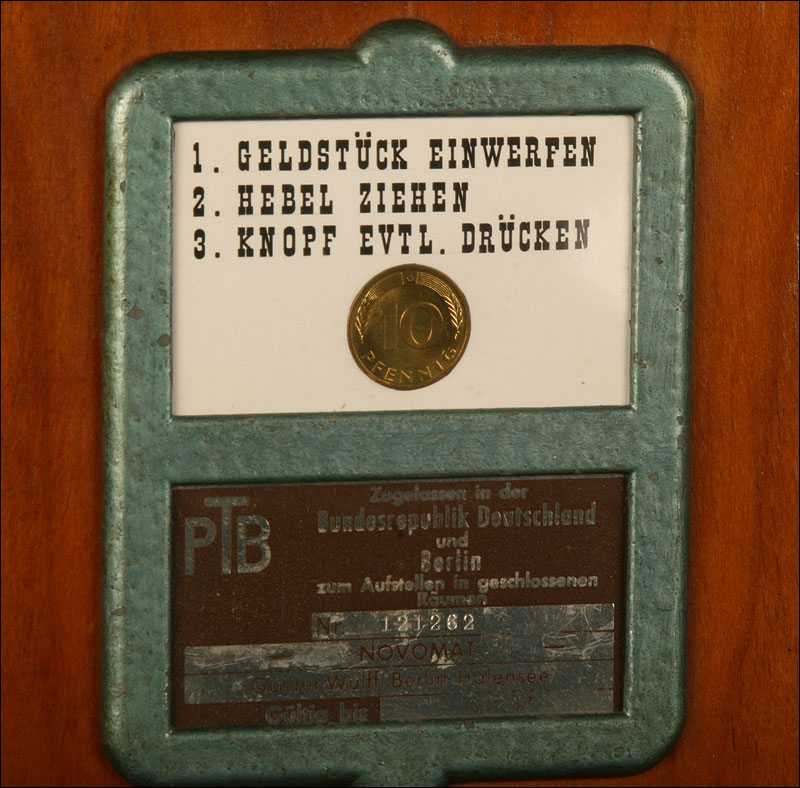 1. GELDSTÜCK EINWERFEN
2. HEBEL ZIEHEN
3. KNOPF EVTL. DRÜCKEN
G
10
PFENNIG
PTB
Zugelassen in der
Bundesrepublik Deutschland
und
Berlin
zum Aufstellen in geschlossenen
Räumen
Nr. 121262
NOVOMAT
Günter Wulff Berlin-Halensee
Gültig bis